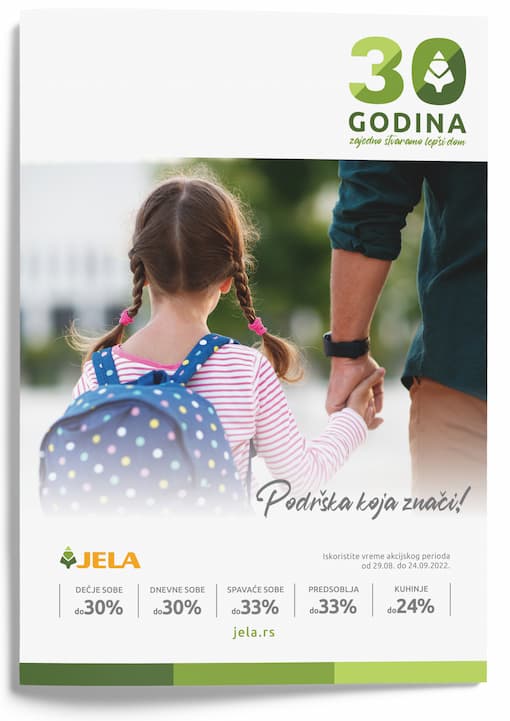 30
GODINA
zajedno stvaramo lepši dom
Podrška koja znači!
JELA
Iskoristite vreme akcijskog perioda
od 29.08. do 24.09.2022.
DEČJE SOBE
do30%
DNEVNE SOBE
do30%
SPAVAĆE SOBE
do33%
PREDSOBLJA
do33%
KUHINJE
do24%
jela.rs